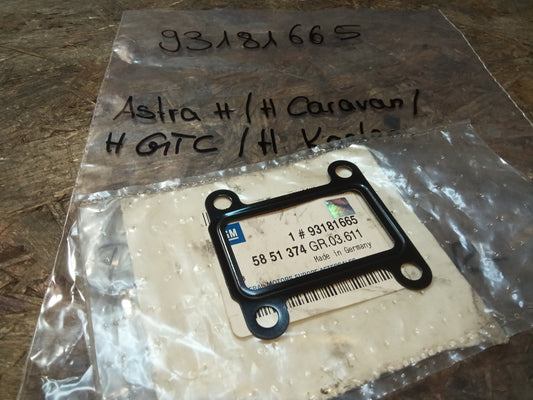 93181665
Astra H/H Caravan/
H GTC /H
GM
1 # 93181665
58 51 374 GR.03.611
Made in Germany